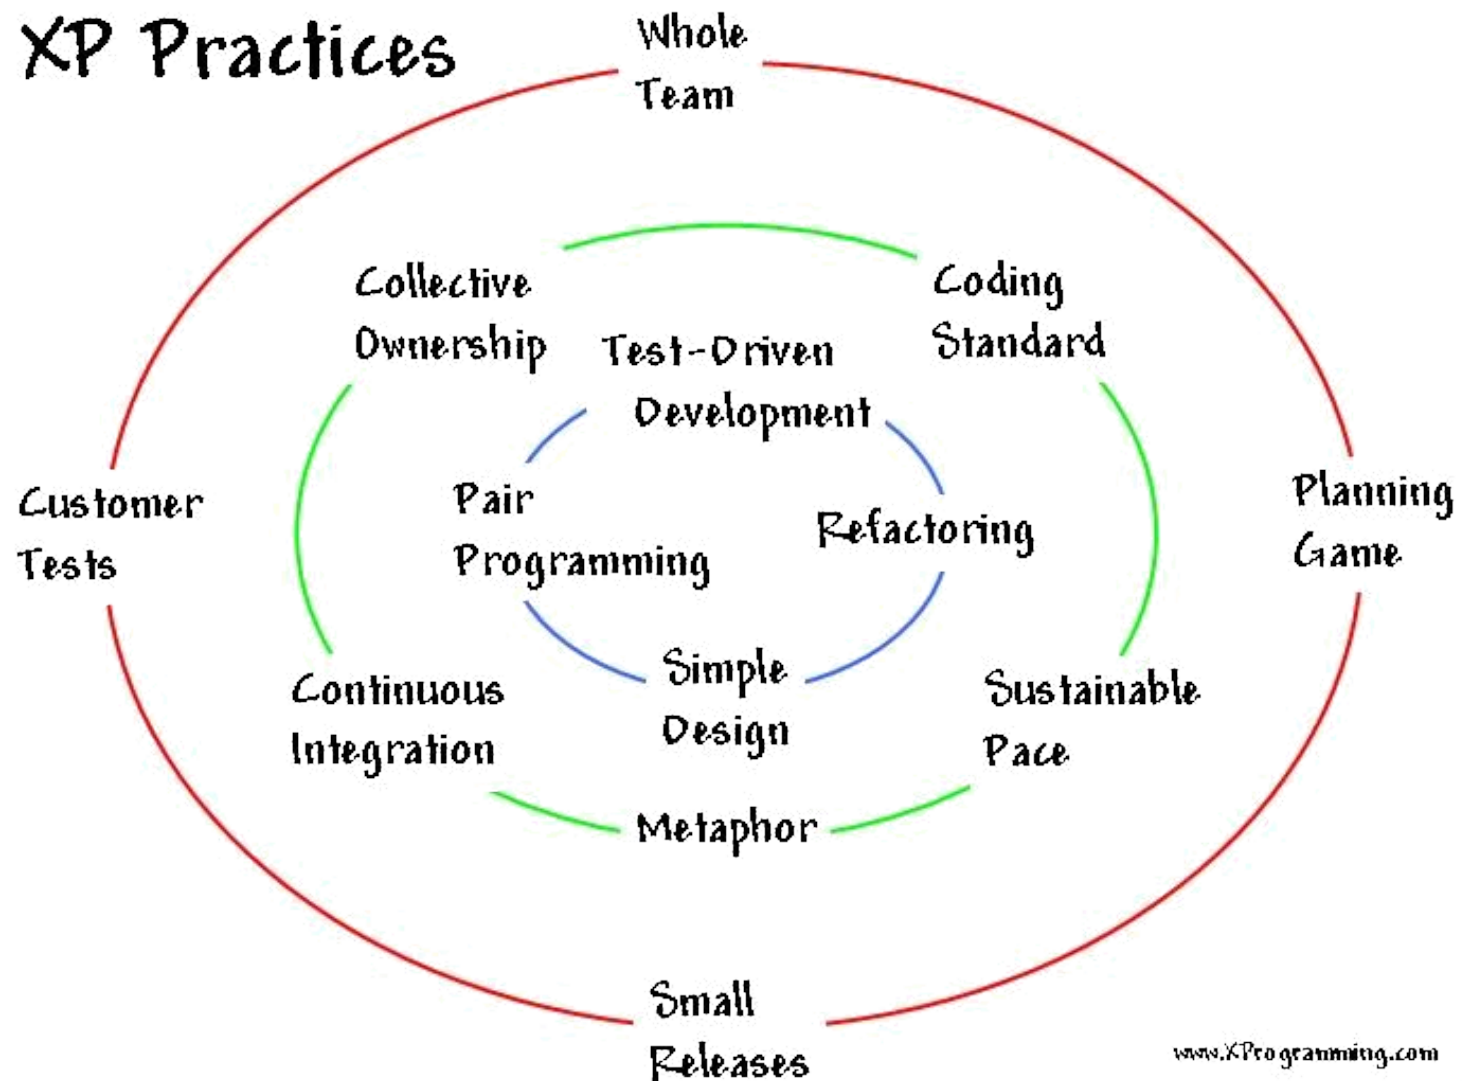 XP Practices
Whole
Team
Collective
Ownership
Coding
Standard
Test-Driven
Development
Customer
Tests
Pair
Programming
Refactoring
Planning
Game
Continuous
Integration
Simple
Design
Sustainable
Pace
Metaphor
Small
Releases
www.XProgramming.com